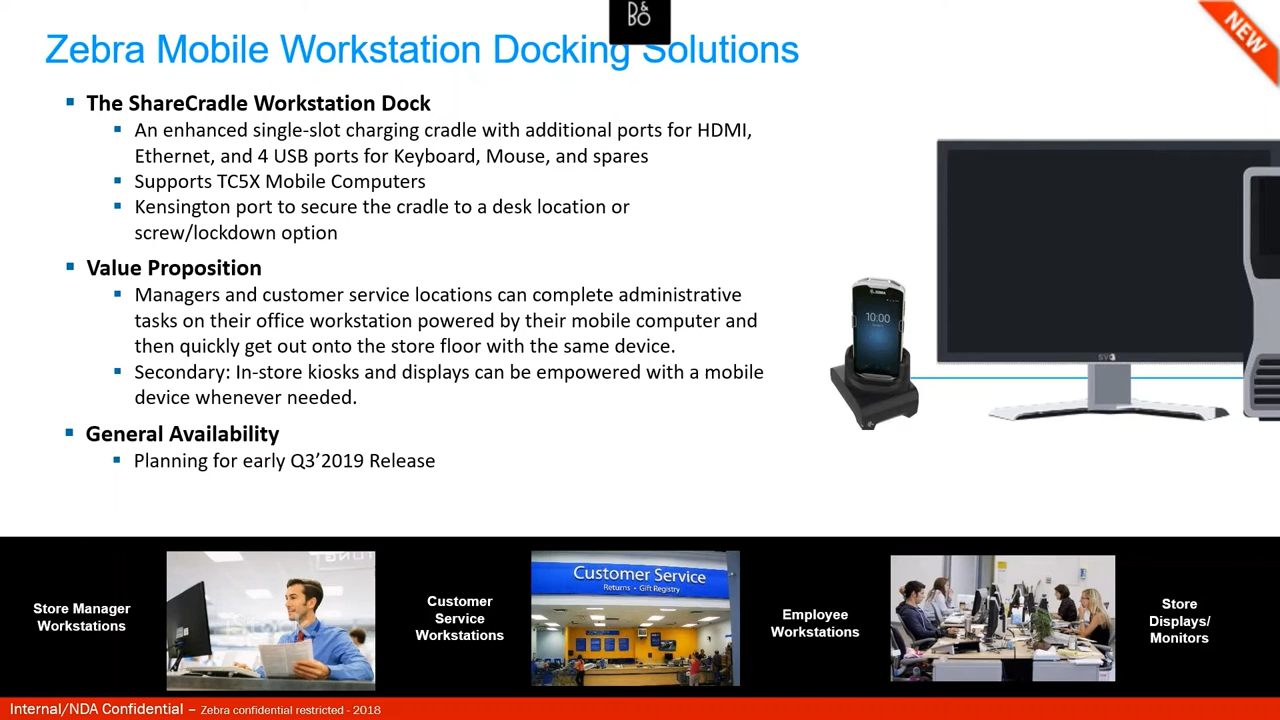 B&O
Zebra Mobile Workstation Docking Solutions
NEW
The ShareCradle Workstation Dock
An enhanced single-slot charging cradle with additional ports for HDMI,
Ethernet, and 4 USB ports for Keyboard, Mouse, and spares
Supports TC5X Mobile Computers
Kensington port to secure the cradle to a desk location or
screw/lockdown option
Value Proposition
Managers and customer service locations can complete administrative
tasks on their office workstation powered by their mobile computer and
then quickly get out onto the store floor with the same device.
Secondary: In-store kiosks and displays can be empowered with a mobile
device whenever needed.
General Availability
Planning for early Q3’2019 Release
ZEBRA
10:00
Store Manager
Workstations
Customer Service
Returns • Gift Registry
Customer
Service
Workstations
Employee
Workstations
Store
Displays/
Monitors
Internal/NDA Confidential – Zebra confidential restricted - 2018